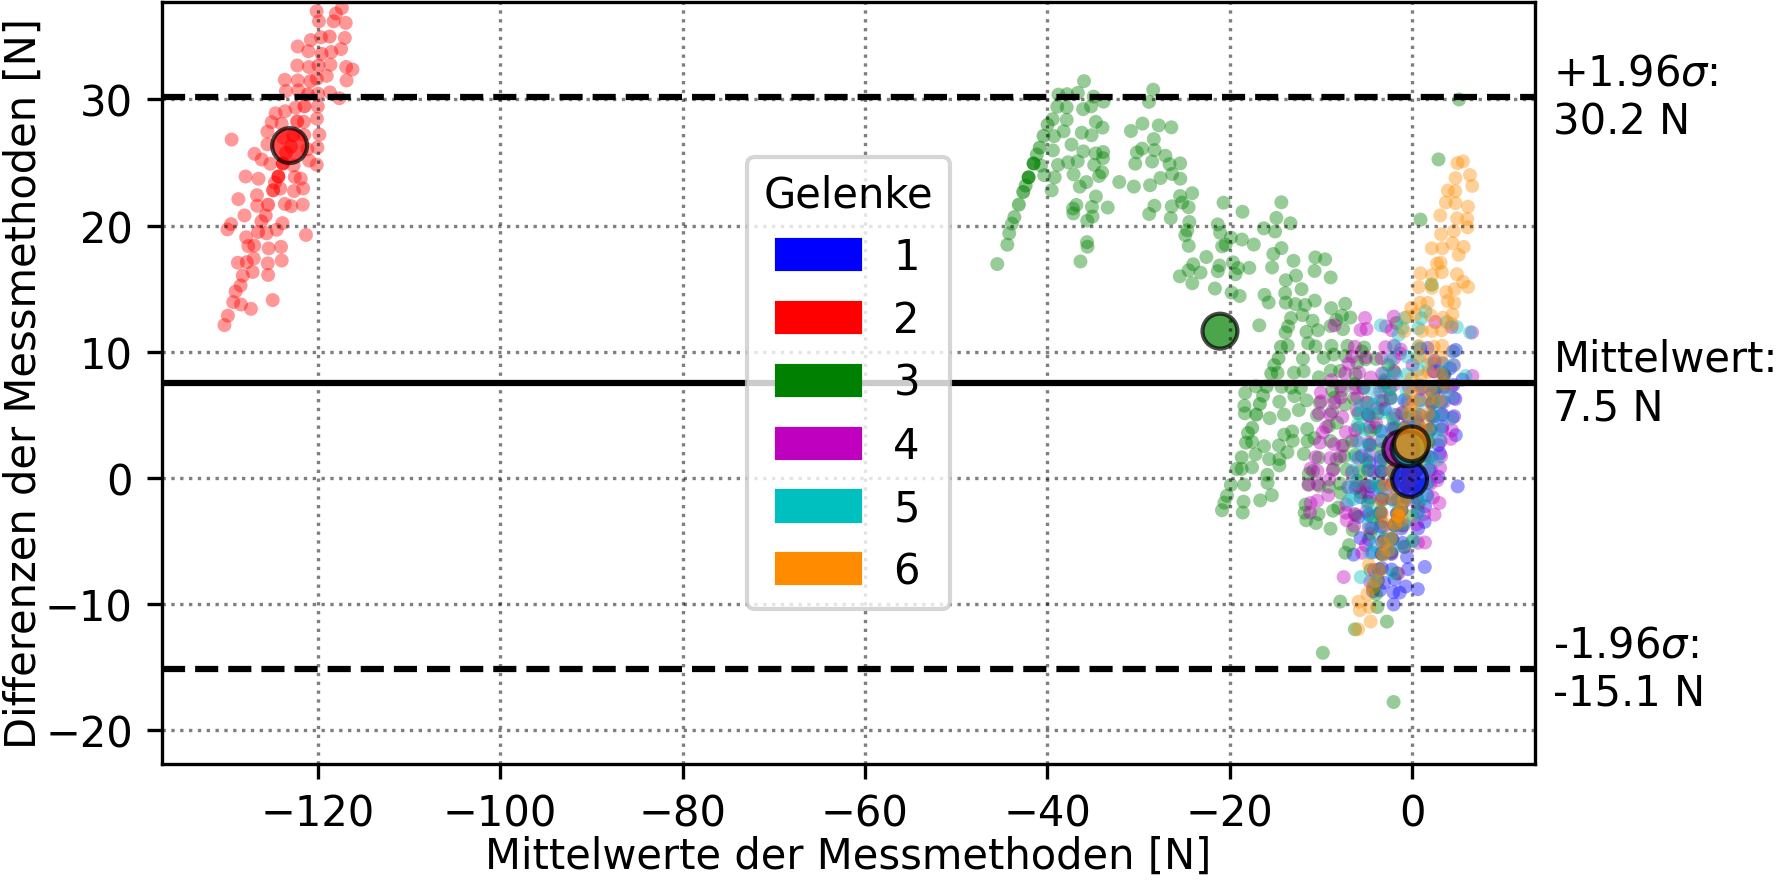 Differenzen der Messmethoden [N]
30
20
10
0
−10
−20
+1.96σ:
30.2 N
Mittelwert:
7.5 N
-1.96σ:
-15.1 N
Gelenke
1
2
3
4
5
6
−120
−100
−80
−60
−40
−20
0
Mittelwerte der Messmethoden [N]